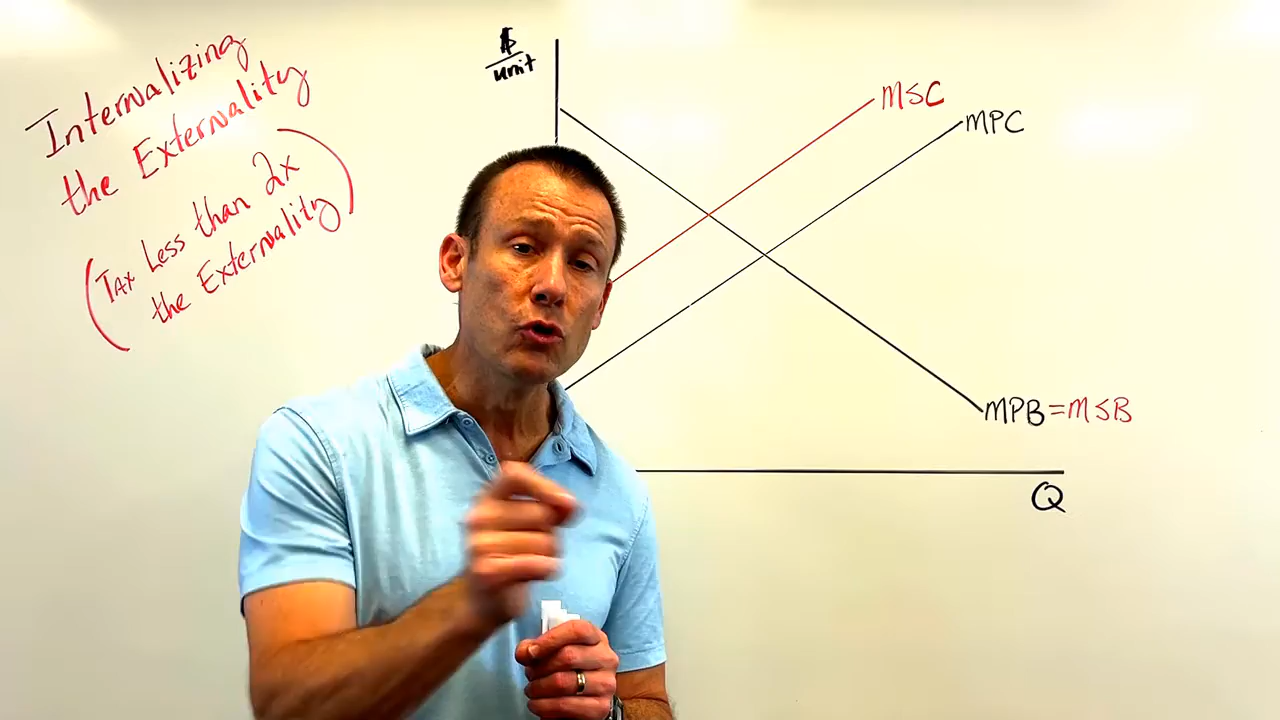 Internalizing
the Externality
(Tax Less than 2x
the Externality)
$/unit
MSC
MPC
MPB=MSB
Q